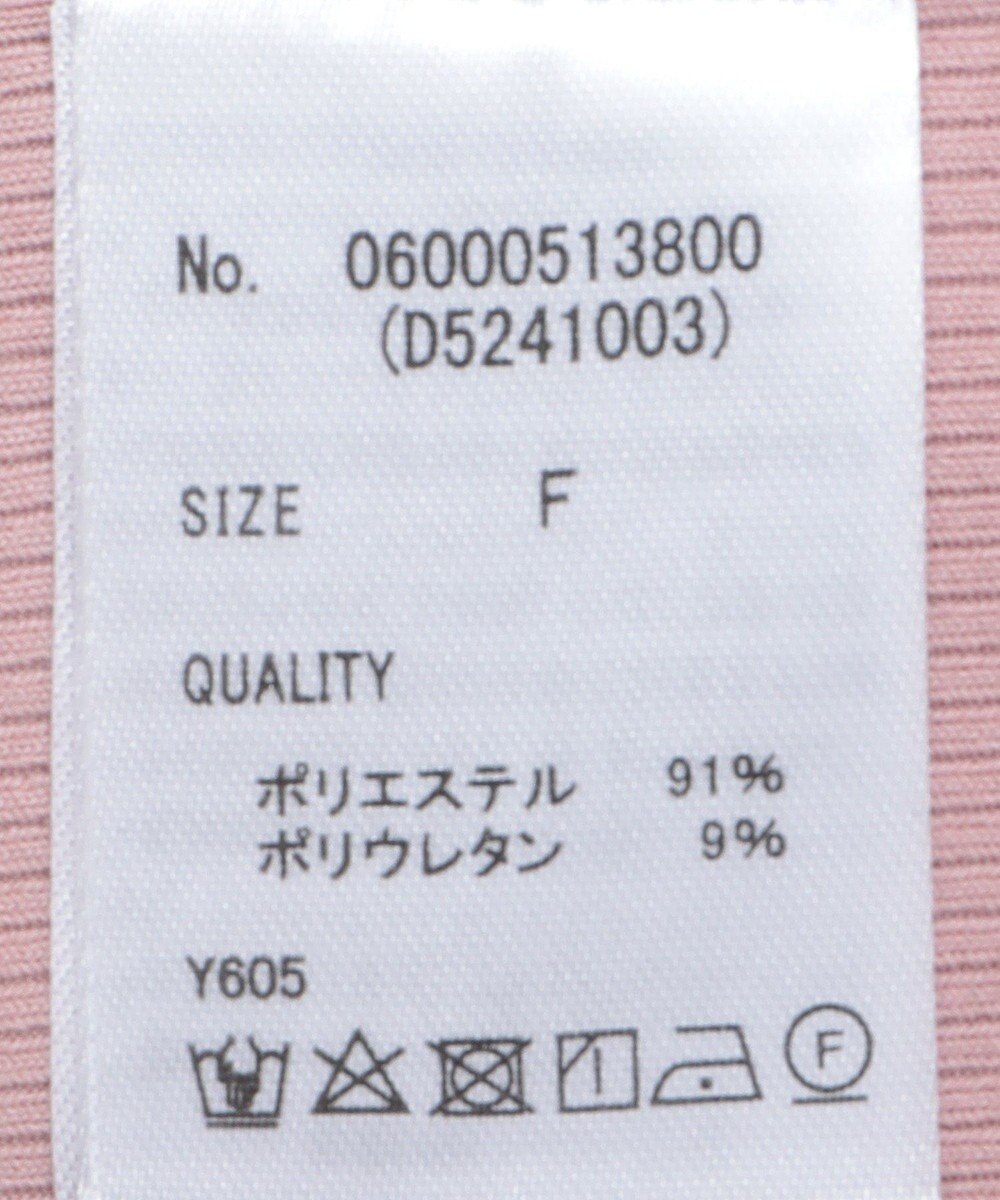 No. 06000513800
(D5241003)
SIZE F
QUALITY
ポリエステル 91%
ポリウレタン 9%
Y605
F